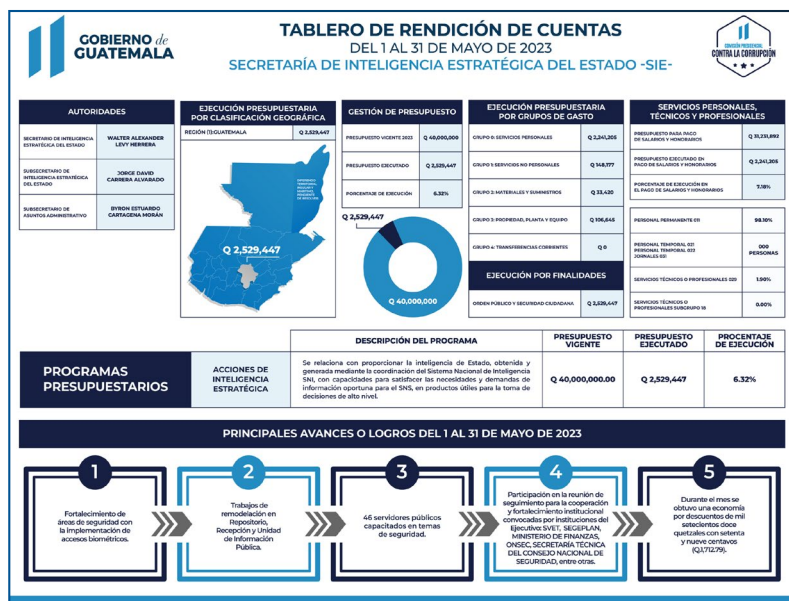 GOBIERNO de
GUATEMALA
TABLERO DE RENDICIÓN DE CUENTAS
DEL 1 AL 31 DE MAYO DE 2023
SECRETARÍA DE INTELIGENCIA ESTRATÉGICA DEL ESTADO -SIE-
COMISIÓN PRESIDENCIAL
CONTRA LA CORRUPCIÓN
AUTORIDADES
SECRETARIO DE INTELIGENCIA
ESTRATÉGICA DEL ESTADO
WALTER ALEXANDER
LEVY HERRERA
SUBSECRETARIO DE
INTELIGENCIA ESTRATÉGICA
DEL ESTADO
JORGE DAVID
CARRERA ALVARADO
SUBSECRETARIO DE
ASUNTOS ADMINISTRATIVO
BYRON ESTUARDO
CARTAGENA MORÁN
EJECUCIÓN PRESUPUESTARIA
POR CLASIFICACIÓN GEOGRÁFICA
REGIÓN (1):GUATEMALA
Q 2,529,447
Q 2,529,447
GESTIÓN DE PRESUPUESTO
PRESUPUESTO VIGENTE 2023
Q 40,000,000
PRESUPUESTO EJECUTADO
Q 2,529,447
PORCENTAJE DE EJECUCIÓN
6.32%
Q 2,529,447
Q 40,000,000
EJECUCIÓN PRESUPUESTARIA
POR GRUPOS DE GASTO
GRUPO 0: SERVICIOS PERSONALES
Q 2,241,205
GRUPO 1: SERVICIOS NO PERSONALES
Q 148,177
GRUPO 2: MATERIALES Y SUMINISTROS
Q 33,420
GRUPO 3: PROPIEDAD, PLANTA Y EQUIPO
Q 106,645
GRUPO 4: TRANSFERENCIAS CORRIENTES
Q 0
EJECUCIÓN POR FINALIDADES
ORDEN PÚBLICO Y SEGURIDAD CIUDADANA
Q 2,529,447
SERVICIOS PERSONALES,
TÉCNICOS Y PROFESIONALES
PRESUPUESTO PARA PAGO
DE SALARIOS Y HONORARIOS
Q 31,231,892
PRESUPUESTO EJECUTADO EN
PAGO DE SALARIOS Y HONORARIOS
Q 2,241,205
PORCENTAJE DE EJECUCIÓN EN
EL PAGO DE SALARIOS Y HONORARIOS
7.18%
PERSONAL PERMANENTE 011
98.10%
PERSONAL TEMPORAL 021
PERSONAL TEMPORAL 022
JORNALES 031
000
PERSONAS
SERVICIOS TÉCNICOS O PROFESIONALES 029
1.90%
SERVICIOS TÉCNICOS O
PROFESIONALES SUBGRUPO 18
0.00%
PROGRAMAS
PRESUPUESTARIOS
ACCIONES DE
INTELIGENCIA
ESTRATÉGICA
DESCRIPCIÓN DEL PROGRAMA
Se relaciona con proporcionar la inteligencia de Estado, obtenida y
generada mediante la coordinación del Sistema Nacional de Inteligencia
SNI, con capacidades para satisfacer las necesidades y demandas de
información oportuna para el SNS, en productos útiles para la toma de
decisiones de alto nivel.
PRESUPUESTO
VIGENTE
Q 40,000,000.00
PRESUPUESTO
EJECUTADO
Q 2,529,447
PROCENTAJE
DE EJECUCIÓN
6.32%
PRINCIPALES AVANCES O LOGROS DEL 1 AL 31 DE MAYO DE 2023
1
Fortalecimiento de
áreas de seguridad con
la implementación de
accesos biométricos.
2
Trabajos de
remodelación en
Repositorio,
Recepción y Unidad
de Información
Pública.
3
46 servidores públicos
capacitados en temas
de seguridad.
4
Participación en la reunión de
seguimiento para la cooperación
y fortalecimiento institucional
convocadas por instituciones del
Ejecutivo: SVET, SEGEPLAN,
MINISTERIO DE FINANZAS,
ONSEC, SECRETARÍA TÉCNICA
DEL CONSEJO NACIONAL DE
SEGURIDAD, entre otras.
5
Durante el mes se
obtuvo una economía
por descuentos de mil
setecientos doce
quetzales con setenta
y nueve centavos
(Q.1,712.79).